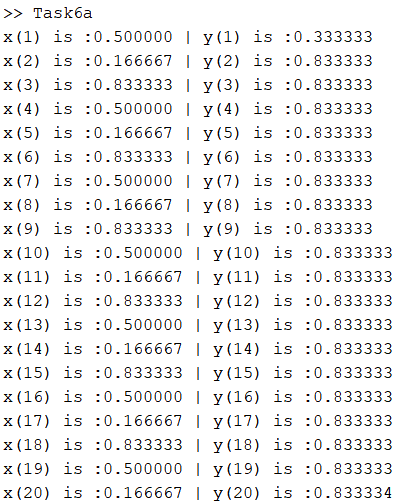 >> Task6a
x(1) is :0.500000 | y(1) is :0.333333
x(2) is :0.166667 | y(2) is :0.833333
x(3) is :0.833333 | y(3) is :0.833333
x(4) is :0.500000 | y(4) is :0.833333
x(5) is :0.166667 | y(5) is :0.833333
x(6) is :0.833333 | y(6) is :0.833333
x(7) is :0.500000 | y(7) is :0.833333
x(8) is :0.166667 | y(8) is :0.833333
x(9) is :0.833333 | y(9) is :0.833333
x(10) is :0.500000 | y(10) is :0.833333
x(11) is :0.166667 | y(11) is :0.833333
x(12) is :0.833333 | y(12) is :0.833333
x(13) is :0.500000 | y(13) is :0.833333
x(14) is :0.166667 | y(14) is :0.833333
x(15) is :0.833333 | y(15) is :0.833333
x(16) is :0.500000 | y(16) is :0.833333
x(17) is :0.166667 | y(17) is :0.833333
x(18) is :0.833333 | y(18) is :0.833333
x(19) is :0.500000 | y(19) is :0.833333
x(20) is :0.166667 | y(20) is :0.833334